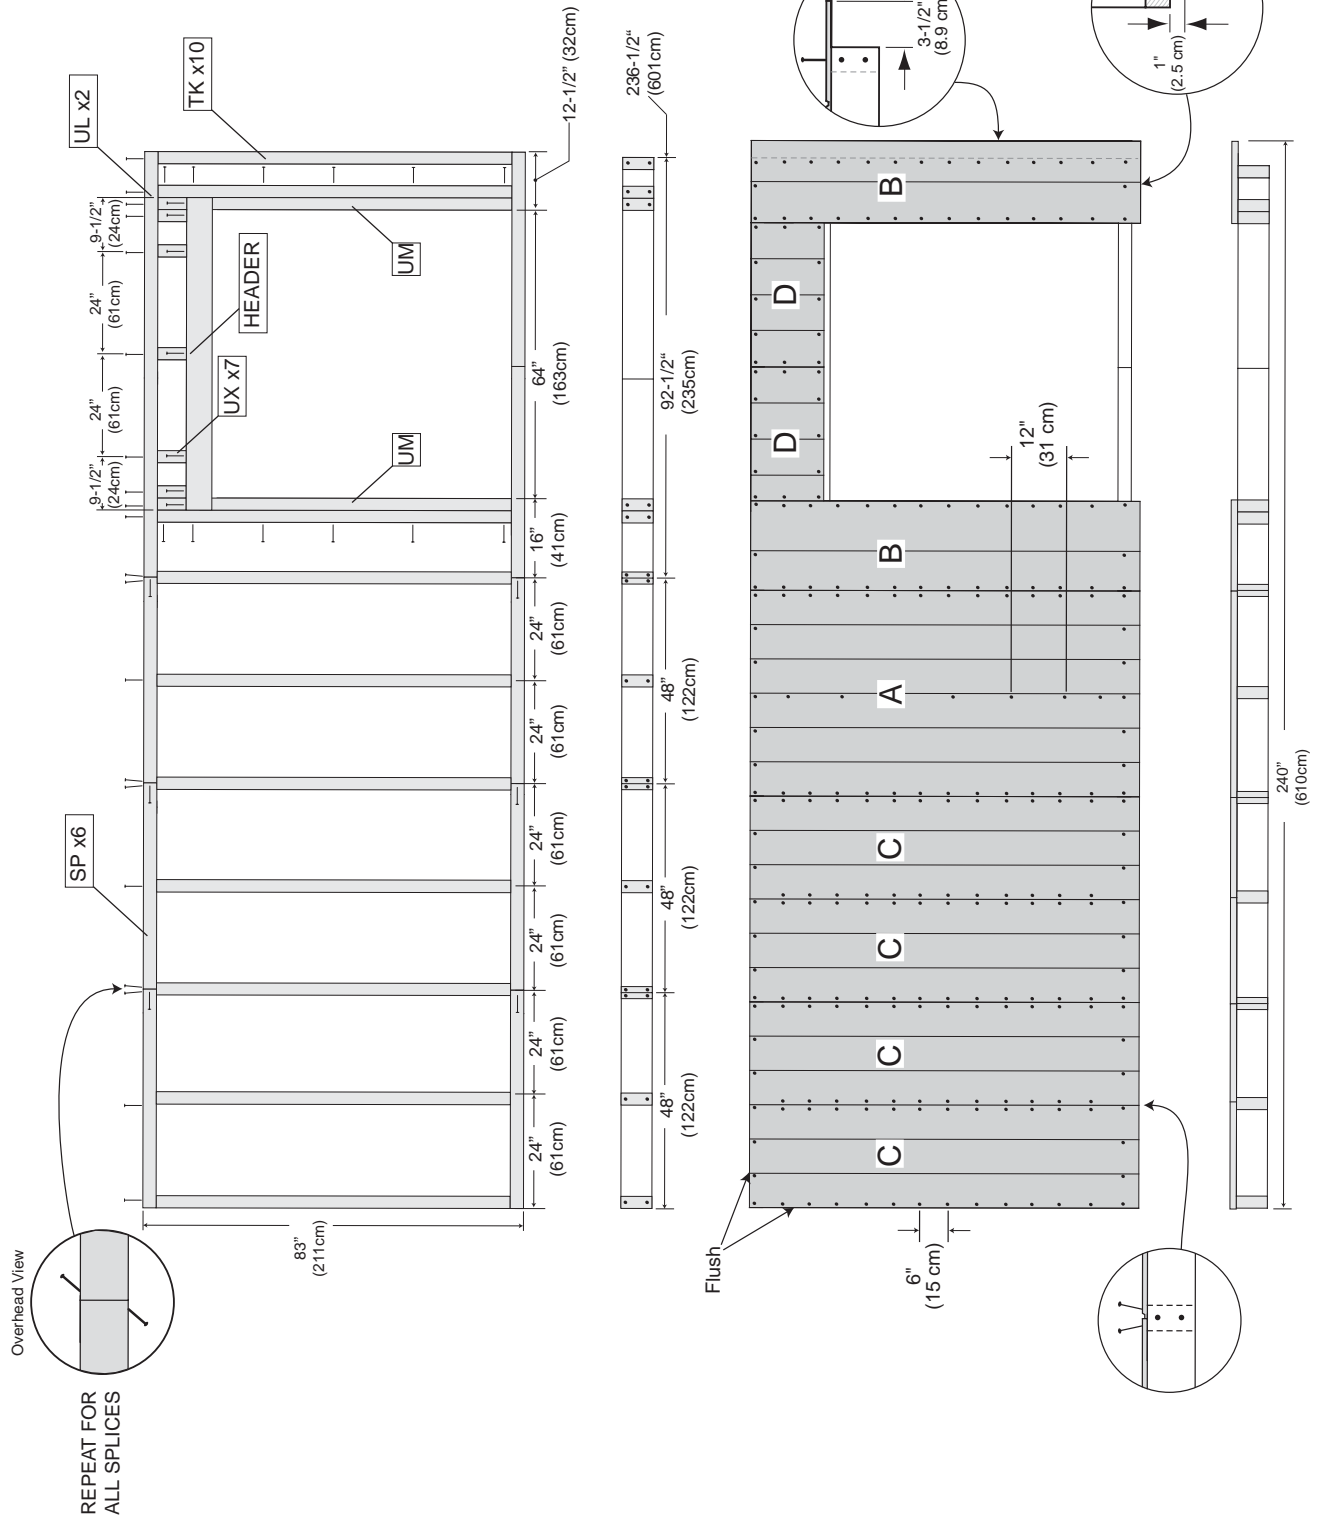 Overhead View
REPEAT FOR
ALL SPLICES
SP x6
UL x2
TK x10
9-1/2”
(24cm)
24”
(61cm)
24”
(61cm)
9-1/2”
(24cm)
UX x7
HEADER
UM
UM
83”
(211cm)
24”
(61cm)
24”
(61cm)
24”
(61cm)
24”
(61cm)
24”
(61cm)
24”
(61cm)
16”
(41cm)
64”
(163cm)
12-1/2” (32cm)
48”
(122cm)
48”
(122cm)
48”
(122cm)
92-1/2“
(235cm)
236-1/2“
(601cm)
Flush
C
C
C
C
A
B
D
D
B
6"
(15 cm)
12"
(31 cm)
3-1/2"
(8.9 cm)
1"
(2.5 cm)
240”
(610cm)